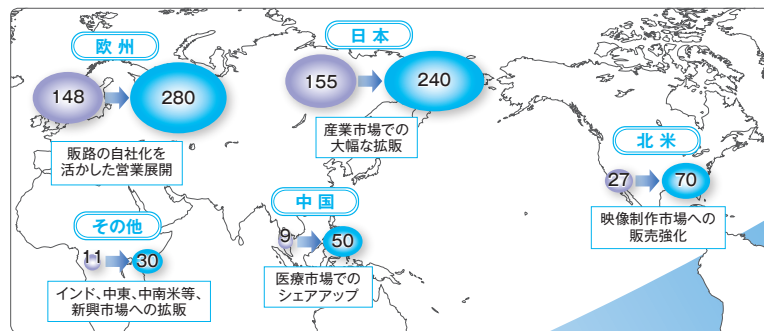 欧州
148
280
販路の自社化を
活かした営業展開
日本
155
240
産業市場での
大幅な拡販
北米
27
70
映像制作市場への
販売強化
中国
9
50
医療市場での
シェアアップ
その他
11
30
インド、中東、中南米等、
新興市場への拡販